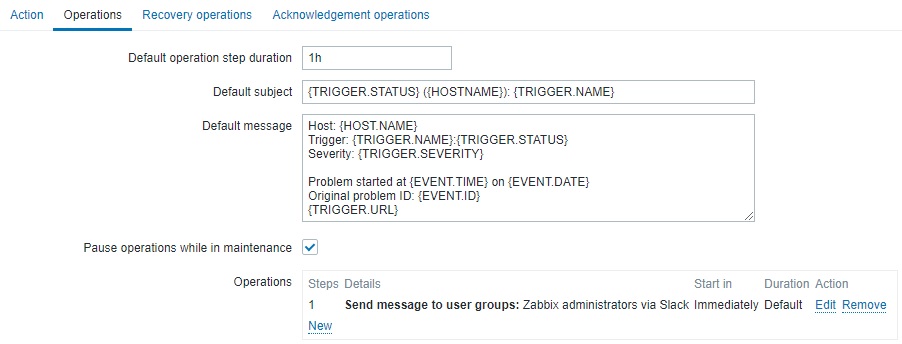 Action Operations Recovery operations Acknowledgement operations
Default operation step duration 1h
Default subject {TRIGGER.STATUS} ({HOSTNAME}): {TRIGGER.NAME}
Default message Host: {HOST.NAME}
Trigger: {TRIGGER.NAME}:{TRIGGER.STATUS}
Severity: {TRIGGER.SEVERITY}
Problem started at {EVENT.TIME} on {EVENT.DATE}
Original problem ID: {EVENT.ID}
{TRIGGER.URL}
Pause operations while in maintenance
Operations Steps Details Start in Duration Action
1 Send message to user groups: Zabbix administrators via Slack Immediately Default Edit Remove
New